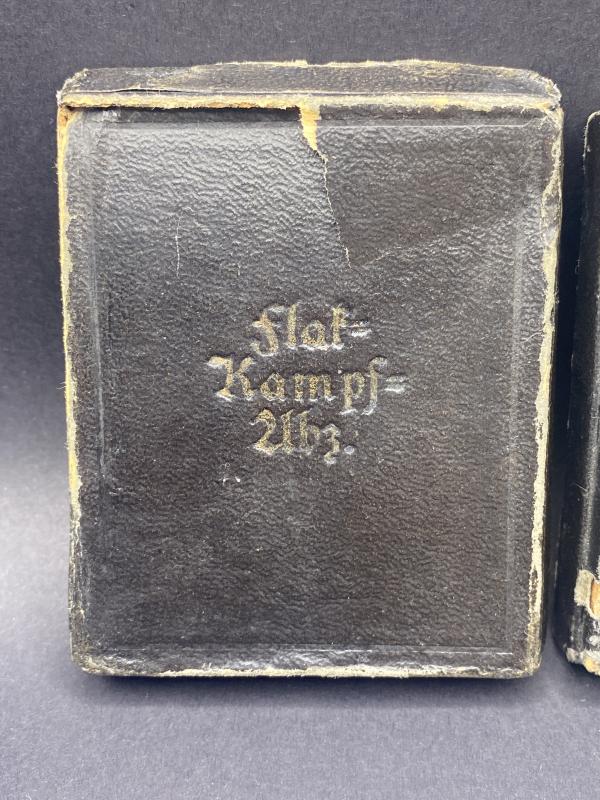 Flak=
Kampf=
Abz.